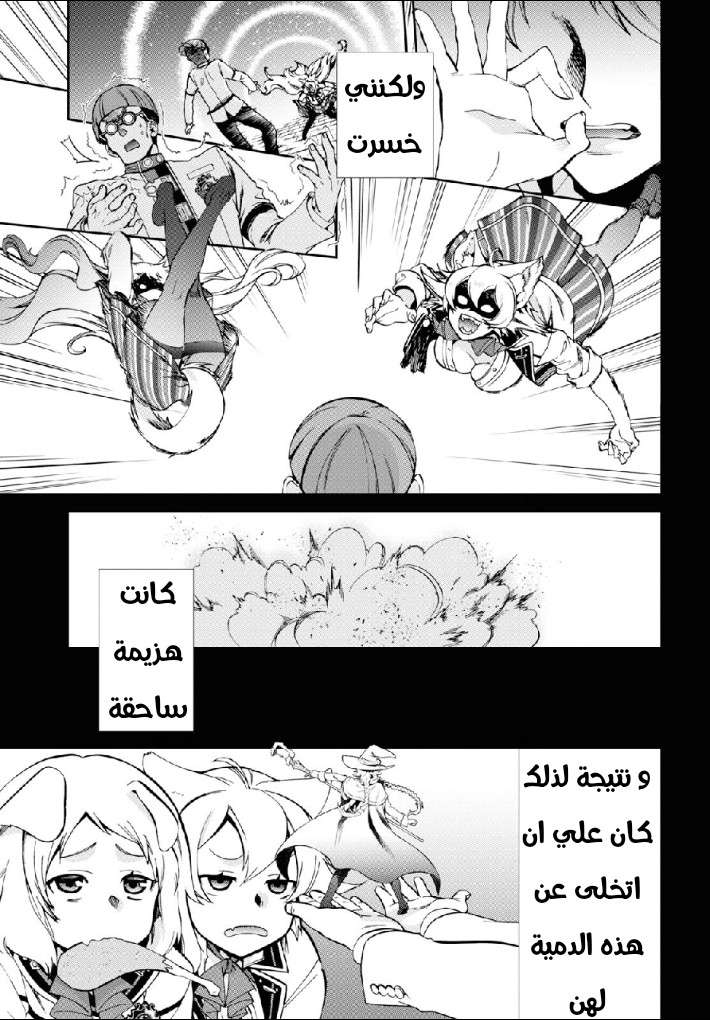 ولكنني
خسرت
كانت
هزيمة
ساحقة
و نتيجة لذلك
كان علي ان
اتخلى عن
هذه الدمية
لهن